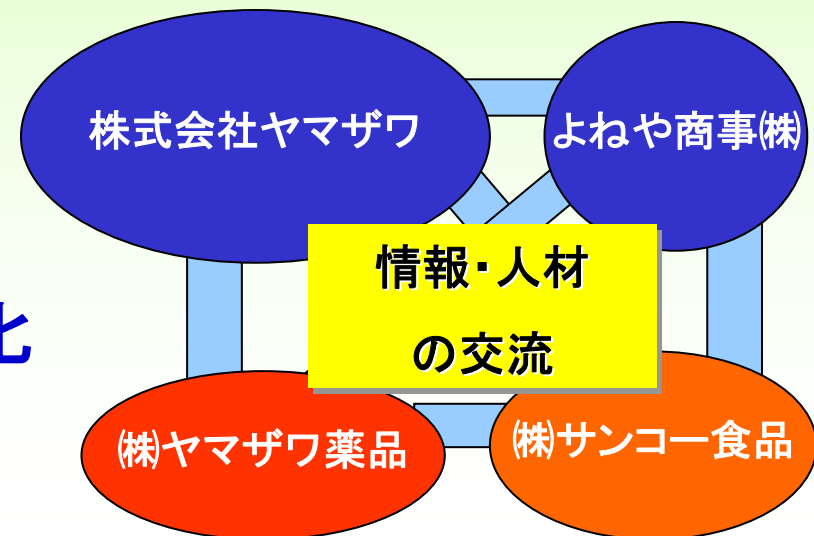 株式会社ヤマザワ
よねや商事㈱
情報・人材
の交流
化
㈱ヤマザワ薬品
㈱サンコー食品